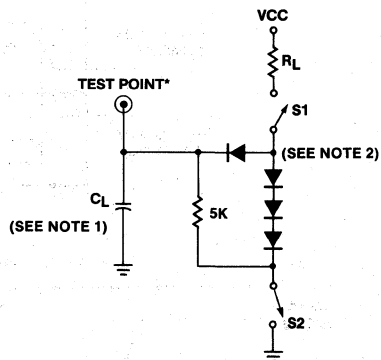 VCC
RL
TEST POINT*
S1
(SEE NOTE 2)
CL
(SEE NOTE 1)
5K
S2